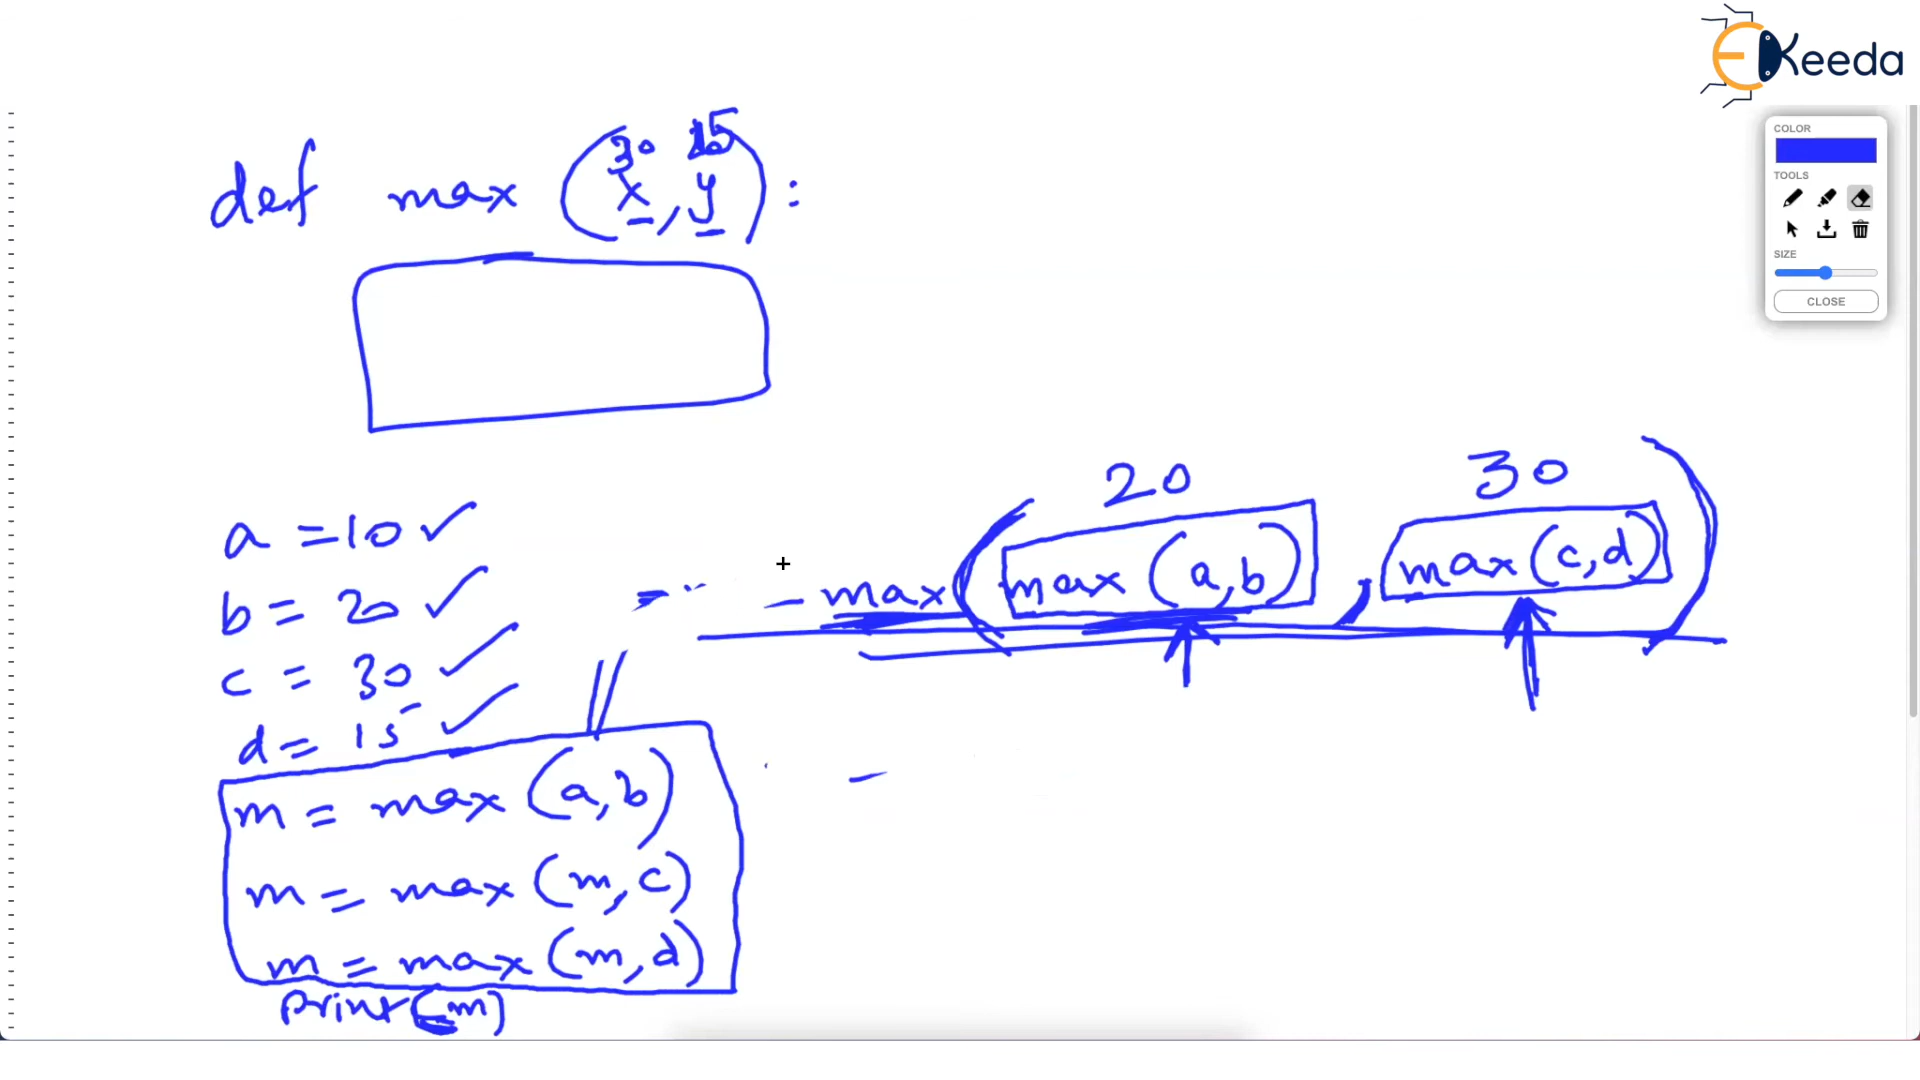 EKeeda
COLOR
TOOLS
SIZE
CLOSE
30 15
def max (x, y):
20 30
max(max(a,b), max(c,d))
a = 10 ✓
b = 20 ✓
c = 30 ✓
d = 15 ✓
m = max (a,b)
m = max (m,c)
m = max (m,d)
print(m)